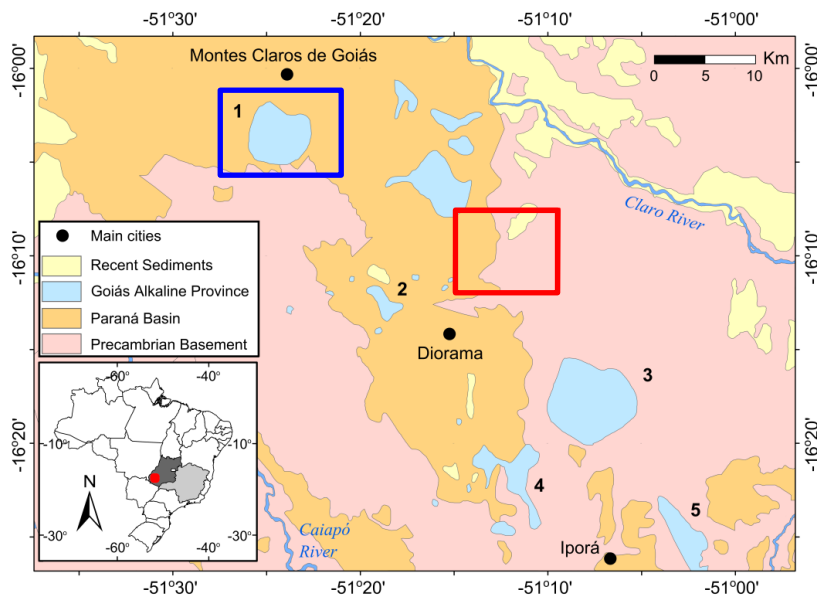 -51°30'
-51°20'
-51°10'
-51°00'
-16°00'
-16°00'
Montes Claros de Goiás
Km
0
5
10
1
Claro River
-16°10'
-16°10'
Main cities
Recent Sediments
Goiás Alkaline Province
Paraná Basin
Precambrian Basement
2
Diorama
3
-60°
-40°
-10°
-10°
N
-30°
-30°
-60°
-40°
-16°20'
-16°20'
4
5
Caiapó
River
Iporá
-51°30'
-51°20'
-51°10'
-51°00'